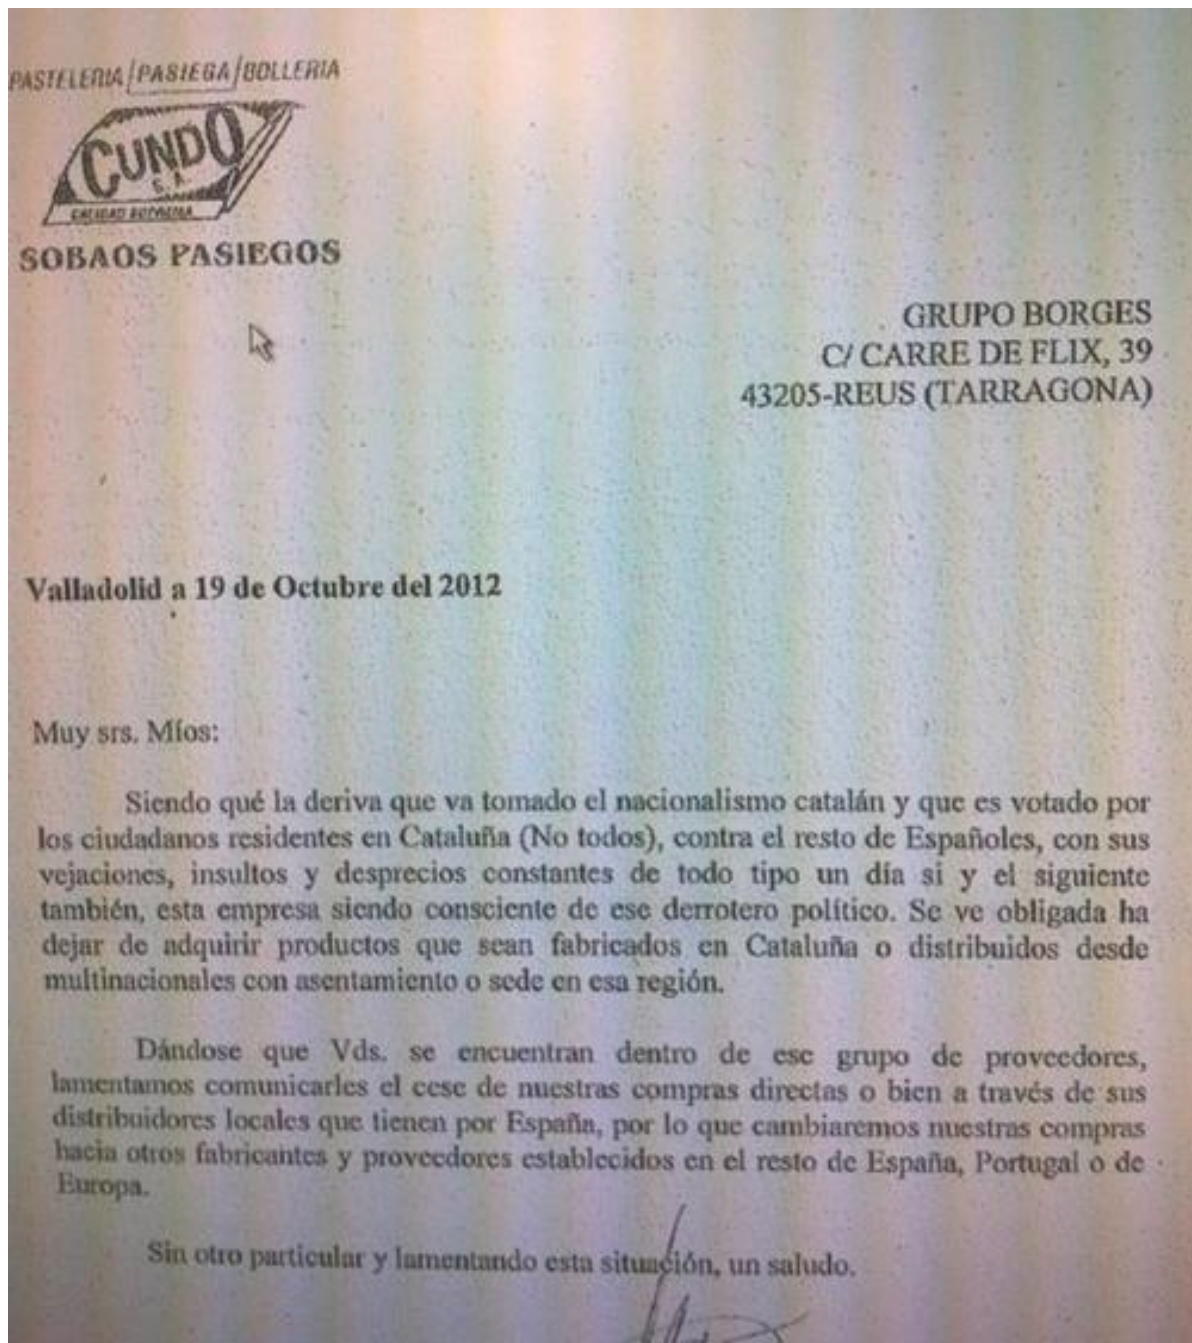 PASTELERIA/PASIEGA/BOLLERIA
CUNDO
S.A.
CALIDAD SUPREMA
SOBAOS PASIEGOS
GRUPO BORGES
C/ CARRE DE FLIX, 39
43205-REUS (TARRAGONA)
Valladolid a 19 de Octubre del 2012
Muy srs. Míos:
Siendo qué la deriva que va tomado el nacionalismo catalán y que es votado por
los ciudadanos residentes en Cataluña (No todos), contra el resto de Españoles, con sus
vejaciones, insultos y desprecios constantes de todo tipo un día si y el siguiente
también, esta empresa siendo consciente de ese derrotero político. Se ve obligada ha
dejar de adquirir productos que sean fabricados en Cataluña o distribuidos desde
multinacionales con asentamiento o sede en esa región.
Dándose que Vds. se encuentran dentro de ese grupo de proveedores,
lamentamos comunicarles el cese de nuestras compras directas o bien a través de sus
distribuidores locales que tienen por España, por lo que cambiaremos nuestras compras
hacia otros fabricantes y proveedores establecidos en el resto de España, Portugal o de
Europa.
Sin otro particular y lamentando esta situación, un saludo.